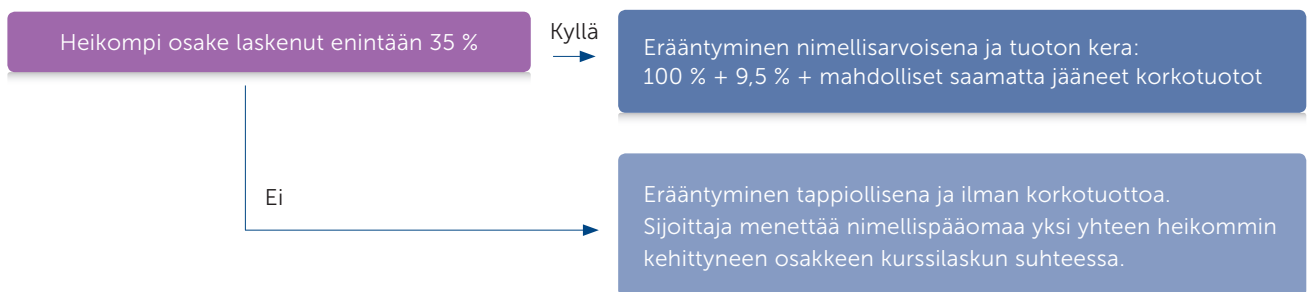 Heikompi osake laskenut enintään 35 %
Kyllä
Erääntyminen nimellisarvoisena ja tuoton kera:
100 % + 9,5 % + mahdolliset saamatta jääneet korkotuotot
Ei
Erääntyminen tappiollisena ja ilman korkotuottoa.
Sijoittaja menettää nimellispääomaa yksi yhteen heikommin
kehittyneen osakkeen kurssilaskun suhteessa.